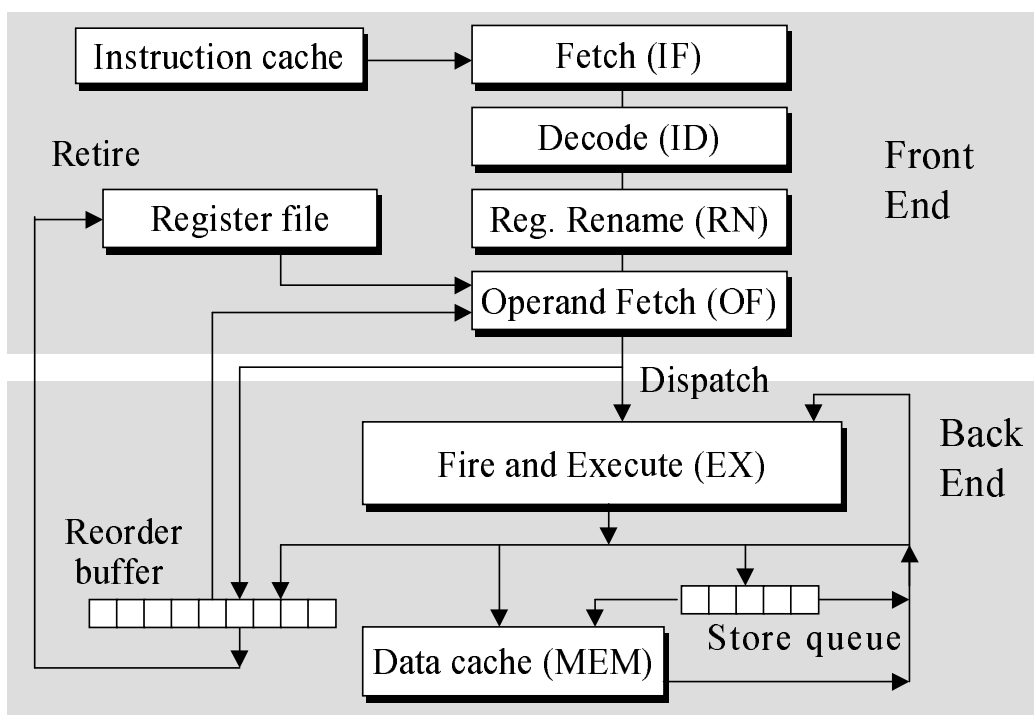 Instruction cache
Fetch (IF)
Decode (ID)
Retire
Front
End
Register file
Reg. Rename (RN)
Operand Fetch (OF)
Dispatch
Back
End
Fire and Execute (EX)
Reorder
buffer
Store queue
Data cache (MEM)